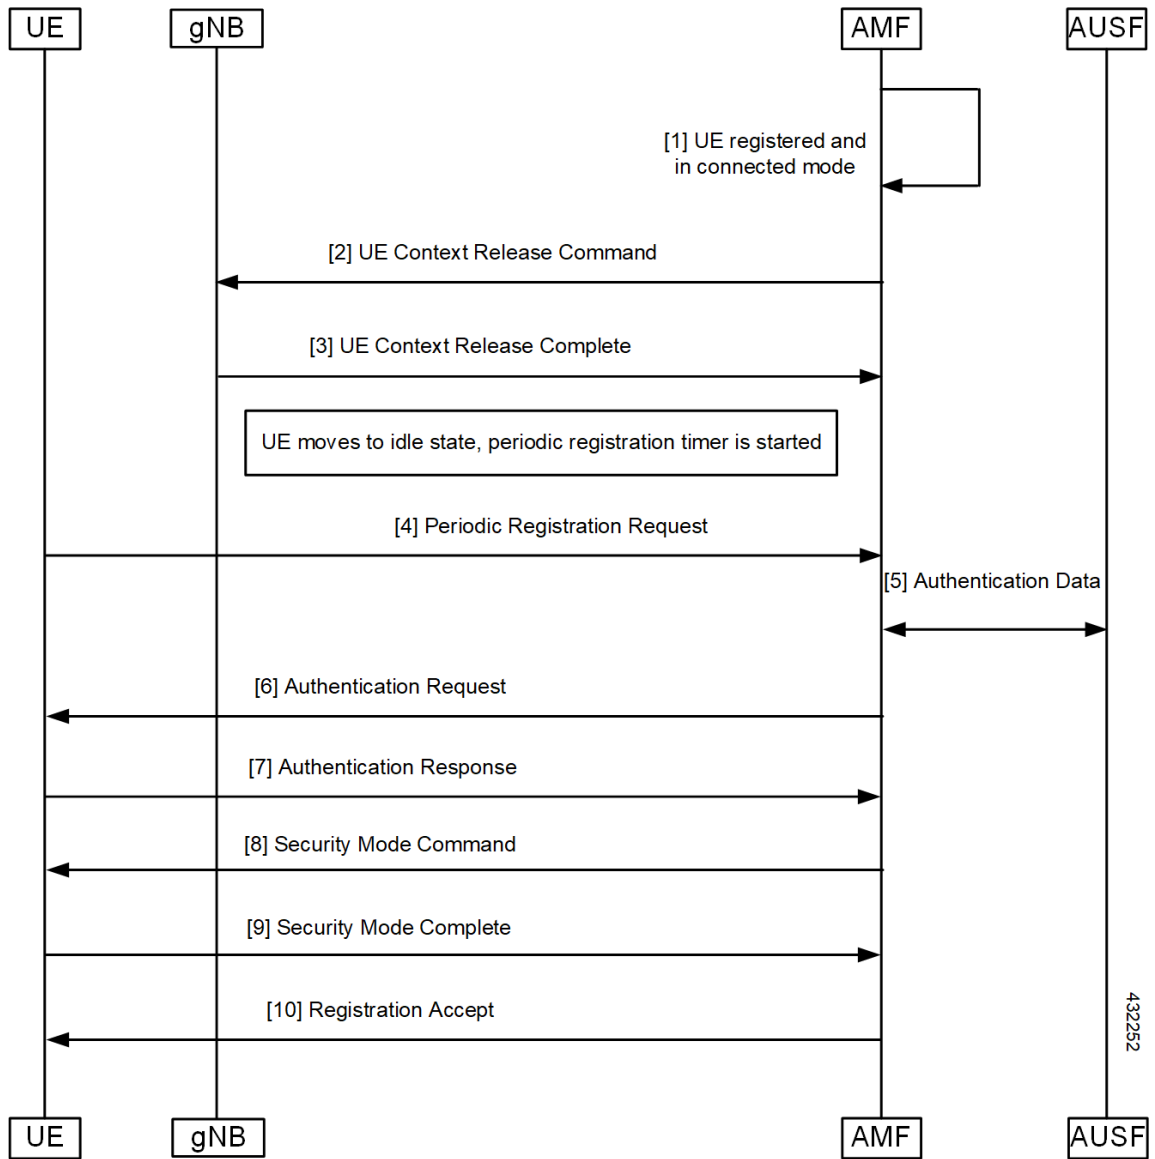 UE
gNB
AMF
AUSF
[1] UE registered and
in connected mode
[2] UE Context Release Command
[3] UE Context Release Complete
UE moves to idle state, periodic registration timer is started
[4] Periodic Registration Request
[5] Authentication Data
[6] Authentication Request
[7] Authentication Response
[8] Security Mode Command
[9] Security Mode Complete
[10] Registration Accept
432252
UE
gNB
AMF
AUSF